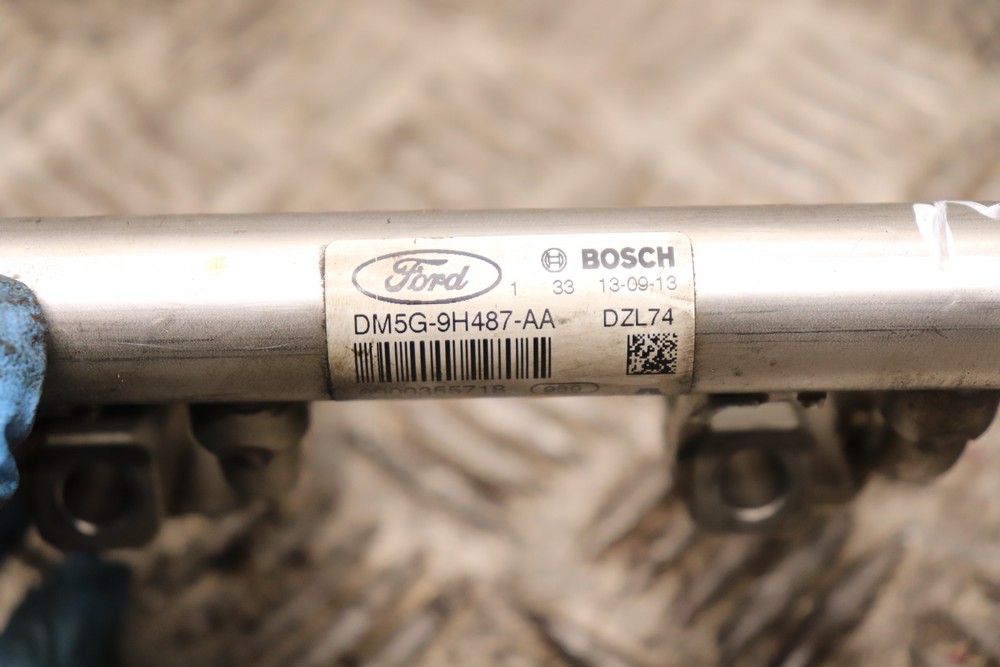 Ford BOSCH
1 33 13-09-13
DM5G-9H487-AA DZL74